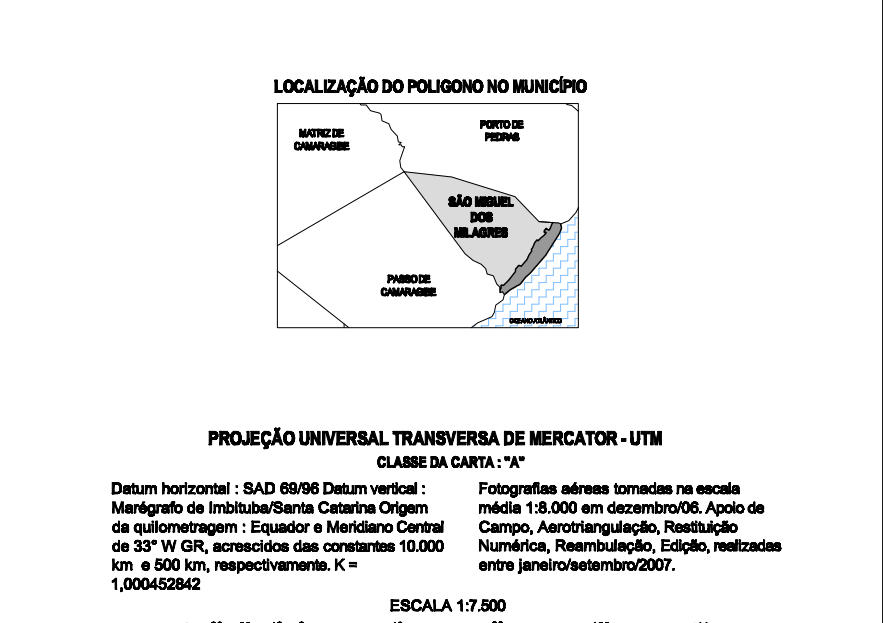 LOCALIZAÇÃO DO POLIGONO NO MUNICÍPIO
MATRIZ DE
CAMARAGIBE
PORTO DE
PEDRAS
SÃO MIGUEL
DOS
MILAGRES
PASSO DE
CAMARAGIBE
OCEANO ATLÂNTICO
PROJEÇÃO UNIVERSAL TRANSVERSA DE MERCATOR - UTM
CLASSE DA CARTA : "A"
Datum horizontal : SAD 69/96 Datum vertical :
Marégrafo de Imbituba/Santa Catarina Origem
da quilometragem : Equador e Meridiano Central
de 33° W GR, acrescidos das constantes 10.000
km e 500 km, respectivamente. K =
1,000452842
Fotografias aéreas tomadas na escala
média 1:8.000 em dezembro/06. Apoio de
Campo, Aerotriangulação, Restituição
Numérica, Reambulação, Edição, realizadas
entre janeiro/setembro/2007.
ESCALA 1:7.500